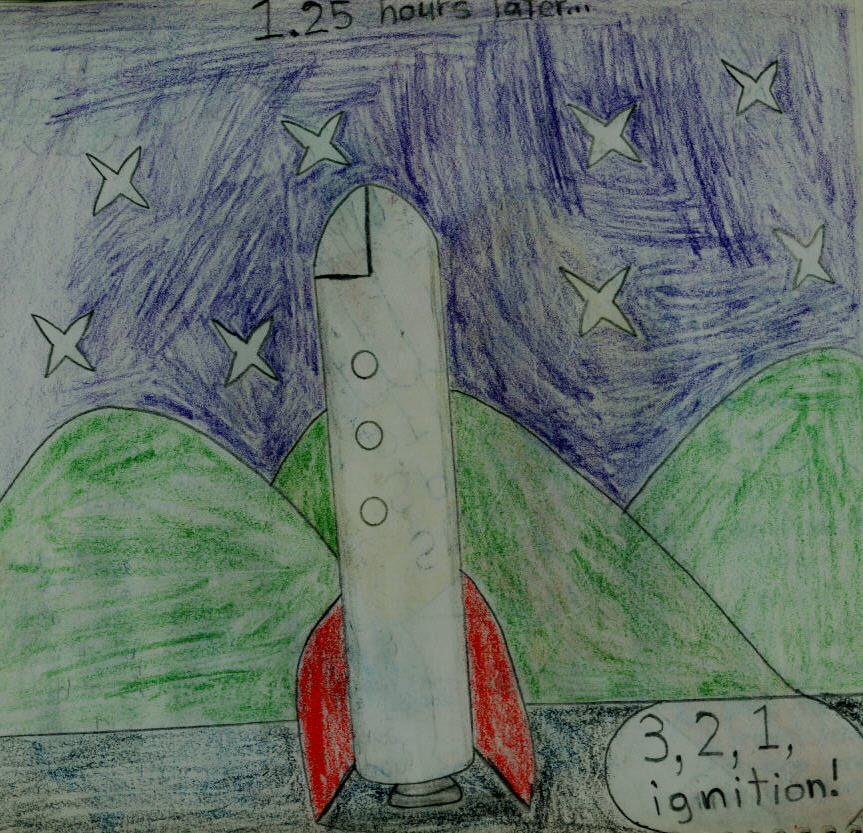 1.25 hours later...
3, 2, 1,
ignition!